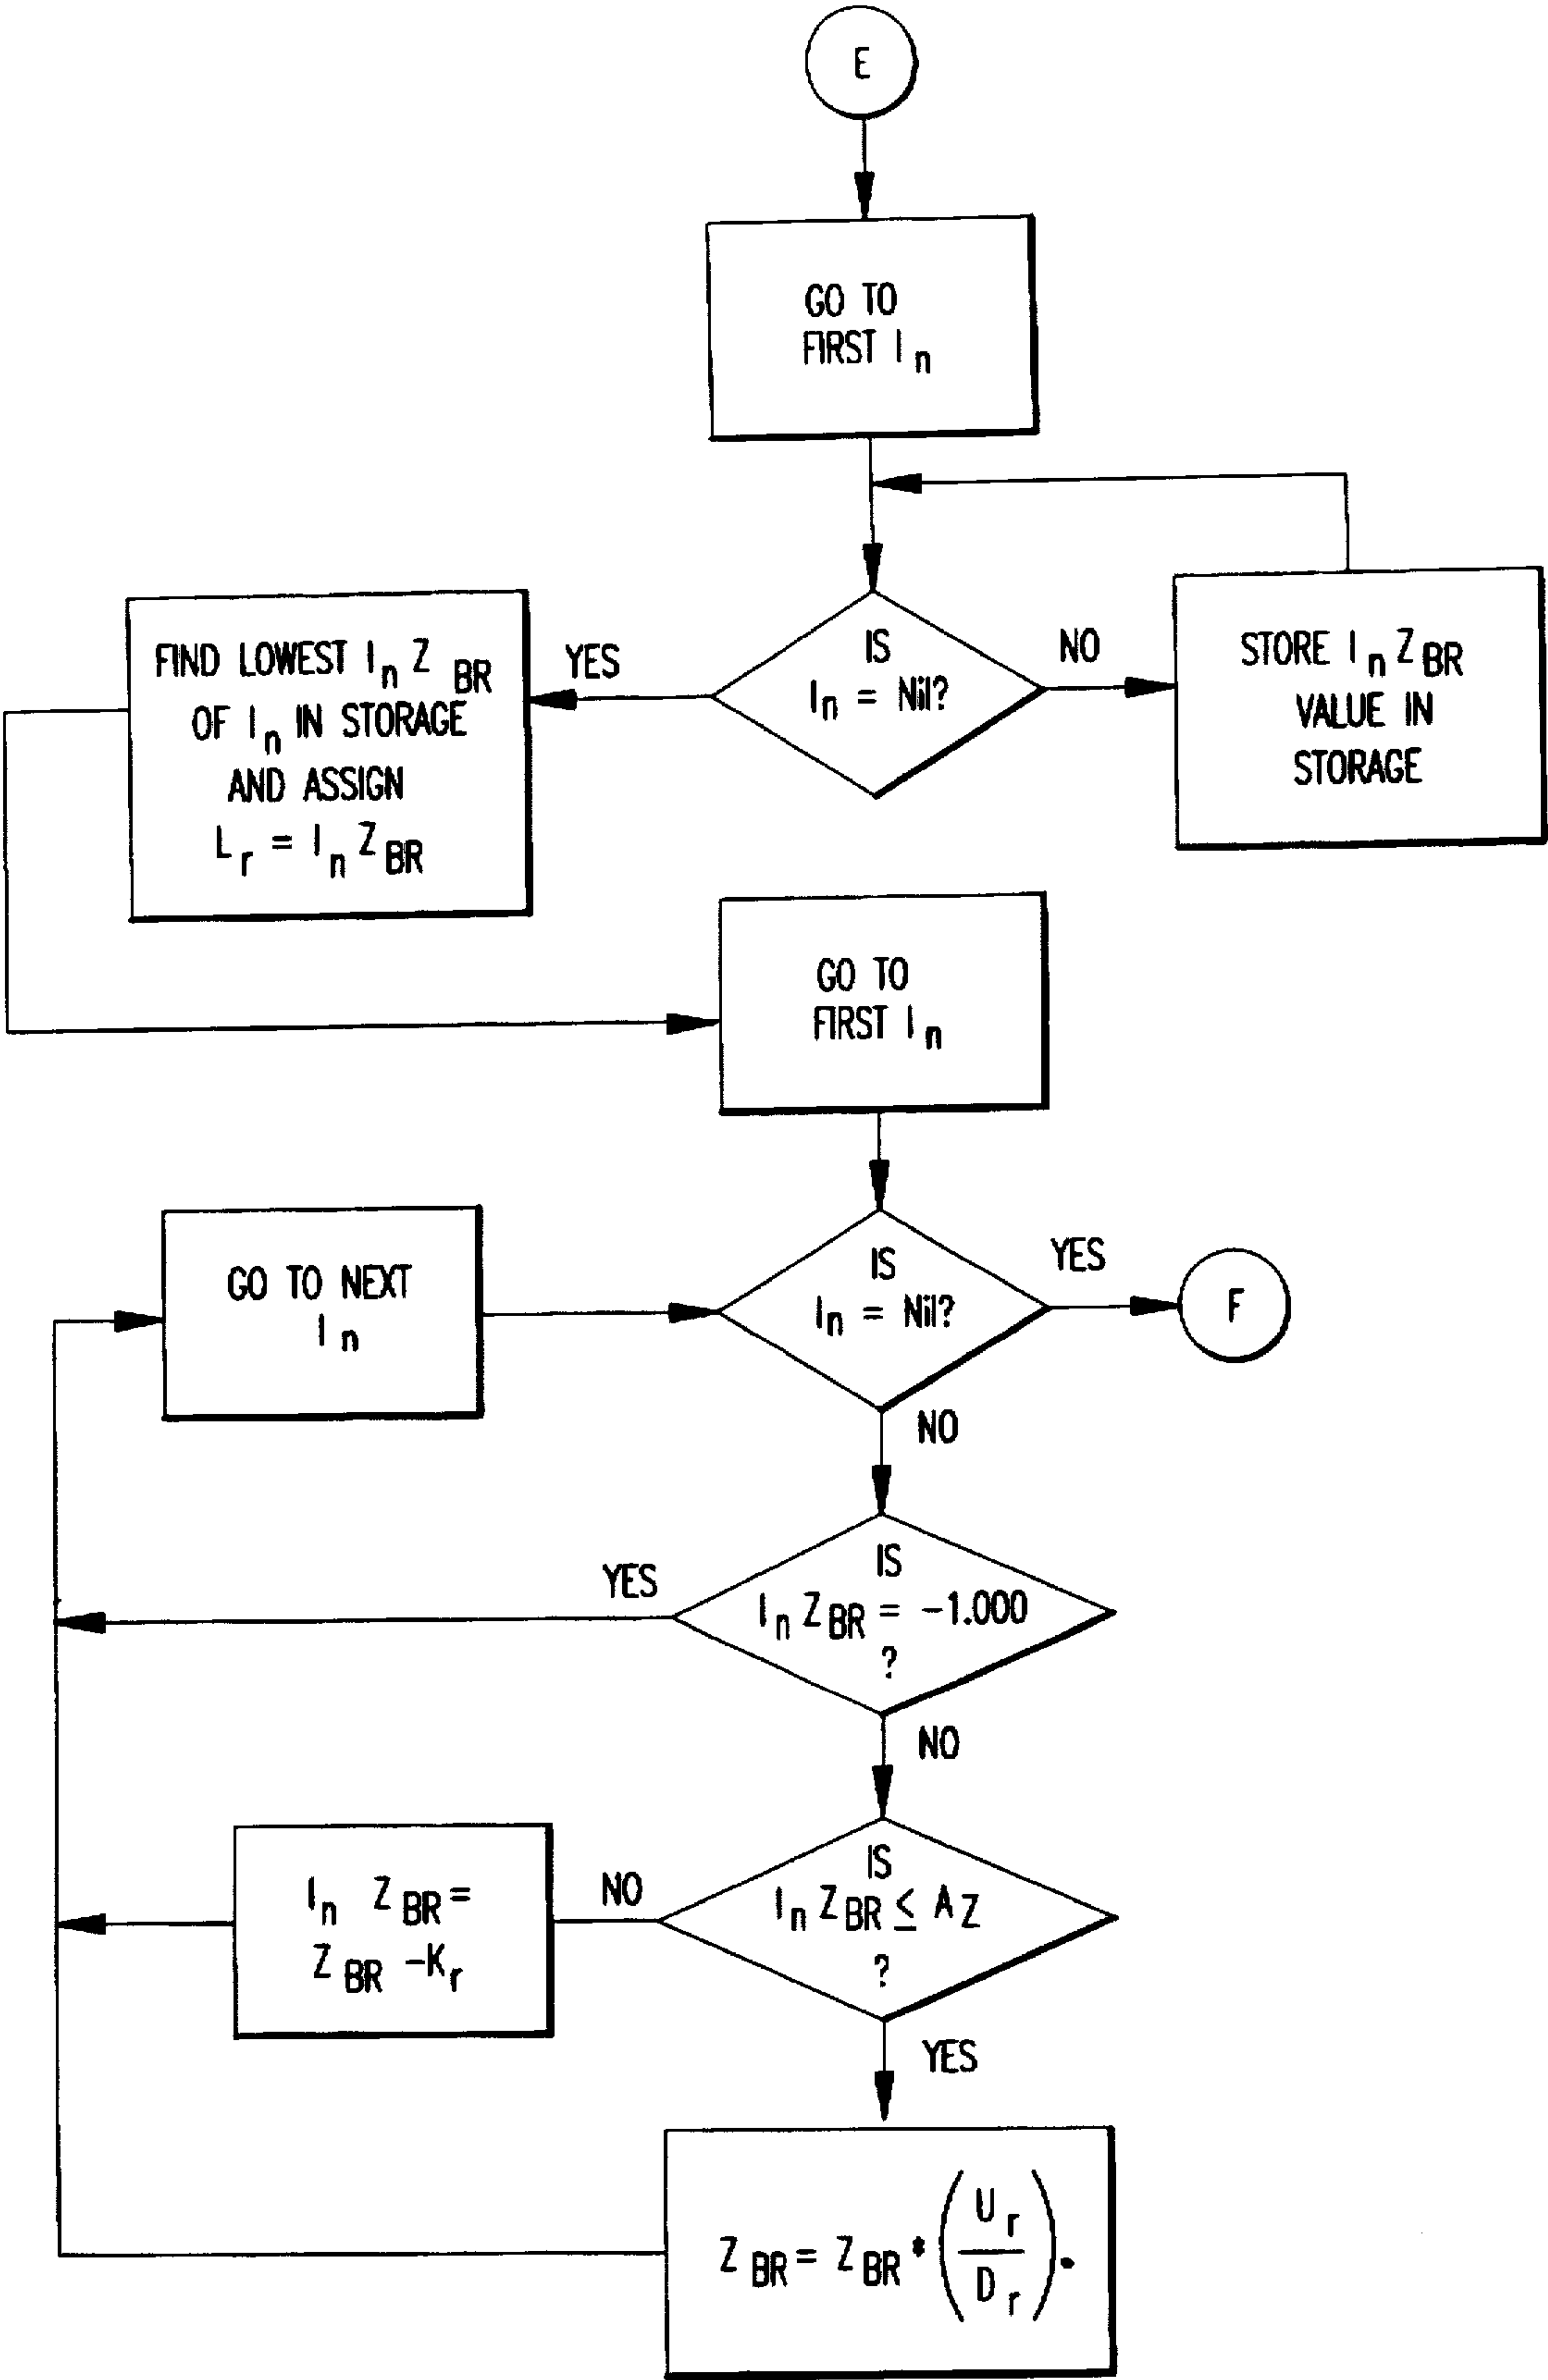 E
GO TO
FIRST I n
IS
I n = Nil?
YES
NO
FIND LOWEST I n Z BR
OF I n IN STORAGE
AND ASSIGN
L r = I n Z BR
STORE I n Z BR
VALUE IN
STORAGE
GO TO
FIRST I n
GO TO NEXT
I n
IS
I n = Nil?
YES
F
NO
IS
I n Z BR = -1.000
?
YES
NO
IS
I n Z BR ≤ A Z
?
NO
I n Z BR =
Z BR -K r
YES
Z BR = Z BR * ( U r / D r ).